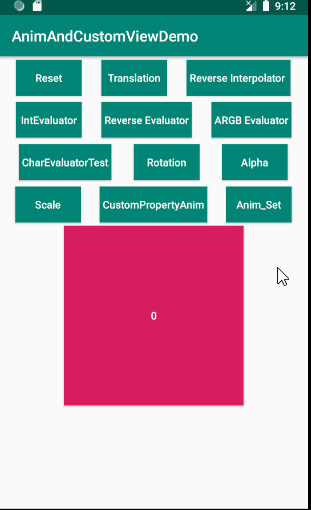 9:12
AnimAndCustomViewDemo
Reset Translation Reverse Interpolator
IntEvaluator Reverse Evaluator ARGB Evaluator
CharEvaluatorTest Rotation Alpha
Scale CustomPropertyAnim Anim_Set
0